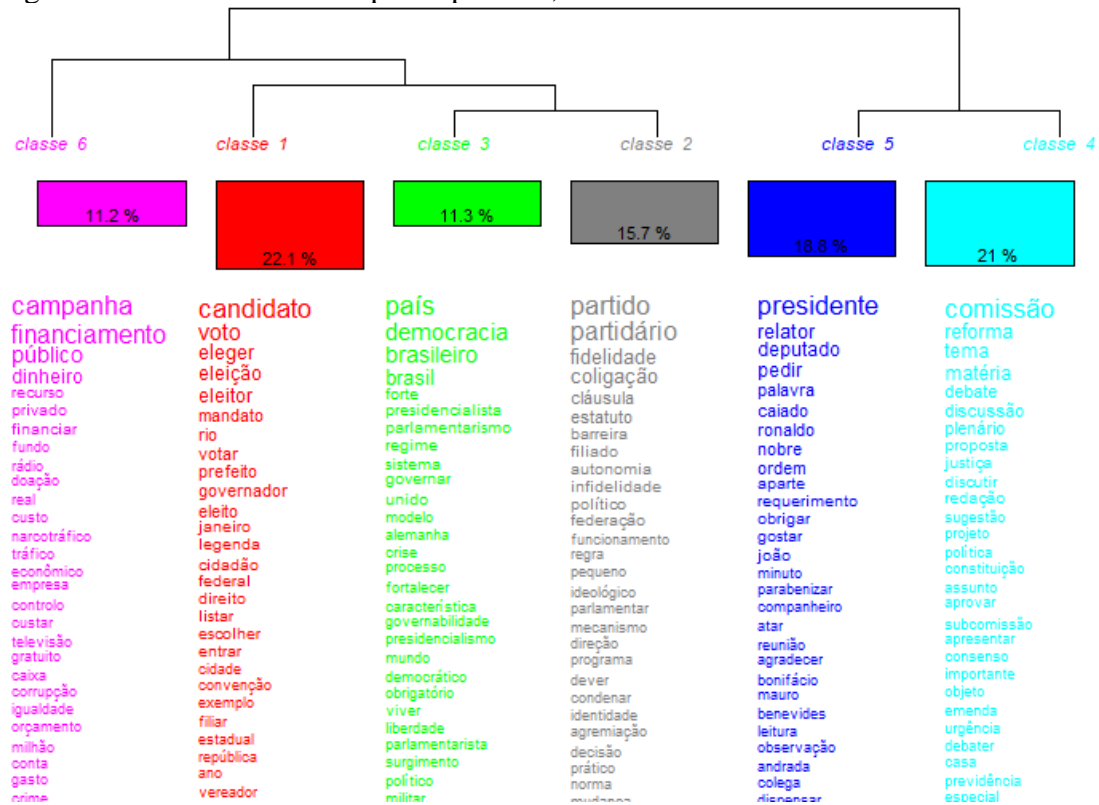 classe 6
classe 1
classe 3
classe 2
classe 5
classe 4
11.2 %
22.1 %
11.3 %
15.7 %
18.8 %
21 %
campanha
financiamento
público
dinheiro
recurso
privado
financiar
fundo
rádio
doação
real
custo
narcotráfico
tráfico
econômico
empresa
controlo
custar
televisão
gratuito
caixa
corrupção
igualdade
orçamento
milhão
conta
gasto
crime
candidato
voto
eleger
eleição
eleitor
mandato
rio
votar
prefeito
governador
eleito
janeiro
legenda
cidadão
federal
direito
listar
escolher
entrar
cidade
convenção
exemplo
filiar
estadual
república
ano
vereador
país
democracia
brasileiro
brasil
forte
presidencialista
parlamentarismo
regime
sistema
governar
unido
modelo
alemanha
crise
processo
fortalecer
característica
governabilidade
presidencialismo
mundo
democrático
obrigatório
viver
liberdade
parlamentarista
surgimento
político
militar
partido
partidário
fidelidade
coligação
cláusula
estatuto
barreira
filiado
autonomia
infidelidade
político
federação
funcionamento
regra
pequeno
ideológico
parlamentar
mecanismo
direção
programa
dever
condenar
identidade
agremiação
decisão
prático
norma
mudança
presidente
relator
deputado
pedir
palavra
caiado
ronaldo
nobre
ordem
aparte
requerimento
obrigar
gostar
joão
minuto
parabenizar
companheiro
atar
reunião
agradecer
bonifácio
mauro
benevides
leitura
observação
andrada
colega
dispensar
comissão
reforma
tema
matéria
debate
discussão
plenário
proposta
justiça
discutir
redação
sugestão
projeto
política
constituição
assunto
aprovar
subcomissão
apresentar
consenso
importante
objeto
emenda
urgência
debater
casa
previdência
especial